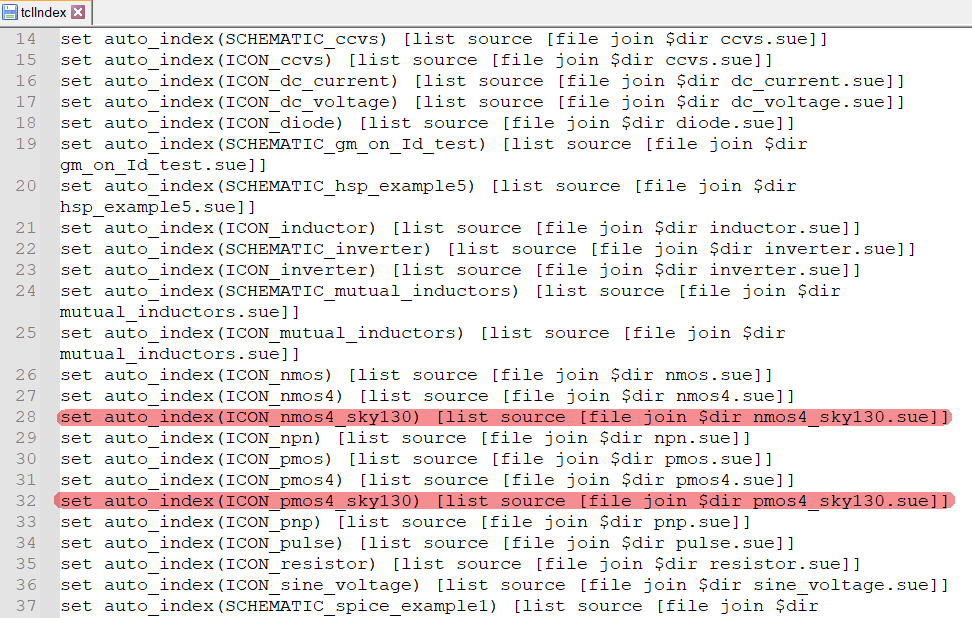 tclIndex
14 set auto_index(SCHEMATIC_ccvs) [list source [file join $dir ccvs.sue]]
15 set auto_index(ICON_ccvs) [list source [file join $dir ccvs.sue]]
16 set auto_index(ICON_dc_current) [list source [file join $dir dc_current.sue]]
17 set auto_index(ICON_dc_voltage) [list source [file join $dir dc_voltage.sue]]
18 set auto_index(ICON_diode) [list source [file join $dir diode.sue]]
19 set auto_index(SCHEMATIC_gm_on_Id_test) [list source [file join $dir
gm_on_Id_test.sue]]
20 set auto_index(SCHEMATIC_hsp_example5) [list source [file join $dir
hsp_example5.sue]]
21 set auto_index(ICON_inductor) [list source [file join $dir inductor.sue]]
22 set auto_index(SCHEMATIC_inverter) [list source [file join $dir inverter.sue]]
23 set auto_index(ICON_inverter) [list source [file join $dir inverter.sue]]
24 set auto_index(SCHEMATIC_mutual_inductors) [list source [file join $dir
mutual_inductors.sue]]
25 set auto_index(ICON_mutual_inductors) [list source [file join $dir
mutual_inductors.sue]]
26 set auto_index(ICON_nmos) [list source [file join $dir nmos.sue]]
27 set auto_index(ICON_nmos4) [list source [file join $dir nmos4.sue]]
28 set auto_index(ICON_nmos4_sky130) [list source [file join $dir nmos4_sky130.sue]]
29 set auto_index(ICON_npn) [list source [file join $dir npn.sue]]
30 set auto_index(ICON_pmos) [list source [file join $dir pmos.sue]]
31 set auto_index(ICON_pmos4) [list source [file join $dir pmos4.sue]]
32 set auto_index(ICON_pmos4_sky130) [list source [file join $dir pmos4_sky130.sue]]
33 set auto_index(ICON_pnp) [list source [file join $dir pnp.sue]]
34 set auto_index(ICON_pulse) [list source [file join $dir pulse.sue]]
35 set auto_index(ICON_resistor) [list source [file join $dir resistor.sue]]
36 set auto_index(ICON_sine_voltage) [list source [file join $dir sine_voltage.sue]]
37 set auto_index(SCHEMATIC_spice_example1) [list source [file join $dir